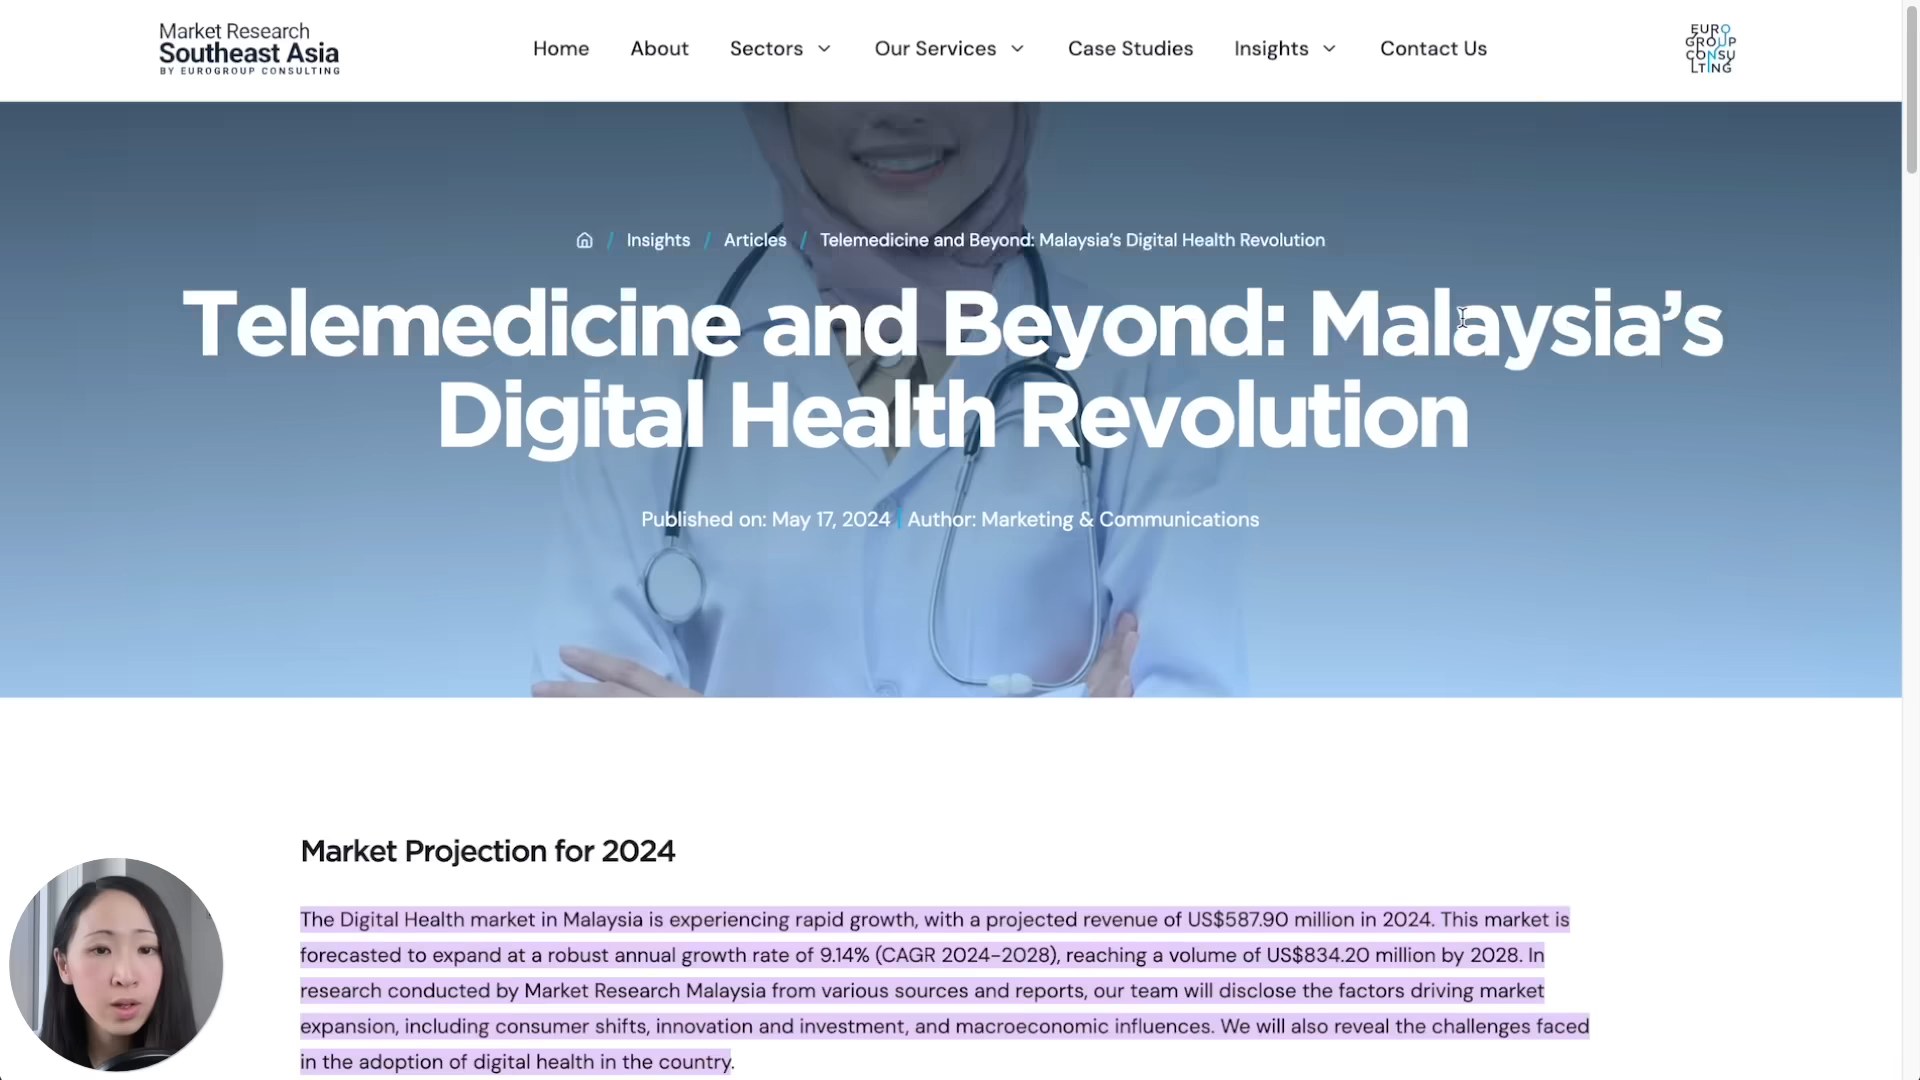 Market Research
Southeast Asia
BY EUROGROUP CONSULTING
Home
About
Sectors
Our Services
Case Studies
Insights
Contact Us
EURO
GROUP
CONSU
LTING
/ Insights / Articles / Telemedicine and Beyond: Malaysia’s Digital Health Revolution
Telemedicine and Beyond: Malaysia’s
Digital Health Revolution
Published on: May 17, 2024 | Author: Marketing & Communications
Market Projection for 2024
The Digital Health market in Malaysia is experiencing rapid growth, with a projected revenue of US$587.90 million in 2024. This market is
forecasted to expand at a robust annual growth rate of 9.14% (CAGR 2024–2028), reaching a volume of US$834.20 million by 2028. In
research conducted by Market Research Malaysia from various sources and reports, our team will disclose the factors driving market
expansion, including consumer shifts, innovation and investment, and macroeconomic influences. We will also reveal the challenges faced
in the adoption of digital health in the country.